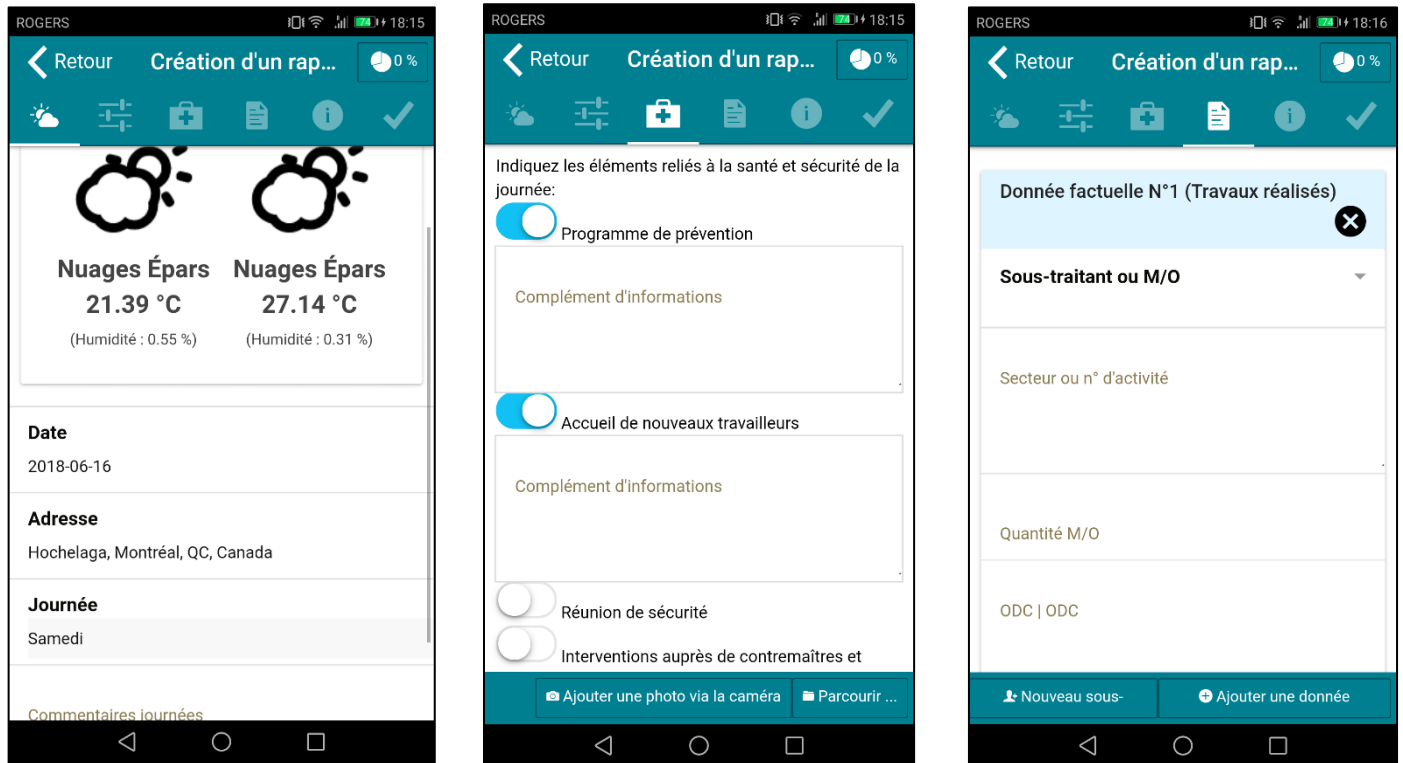 ROGERS
74
18:15
Retour
Création d'un rap...
0 %
Nuages Épars
Nuages Épars
21.39 °C
27.14 °C
(Humidité : 0.55 %)
(Humidité : 0.31 %)
Date
2018-06-16
Adresse
Hochelaga, Montréal, QC, Canada
Journée
Samedi
Commentaires journées
ROGERS
74
18:15
Retour
Création d'un rap...
0 %
Indiquez les éléments reliés à la santé et sécurité de la
journée:
Programme de prévention
Complément d'informations
Accueil de nouveaux travailleurs
Complément d'informations
Réunion de sécurité
Interventions auprès de contremaîtres et
Ajouter une photo via la caméra
Parcourir ...
ROGERS
74
18:16
Retour
Création d'un rap...
0 %
Donnée factuelle N°1 (Travaux réalisés)
Sous-traitant ou M/O
Secteur ou n° d'activité
Quantité M/O
ODC | ODC
Nouveau sous-
Ajouter une donnée